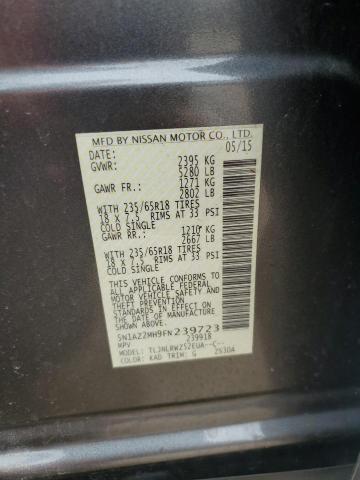 MFD BY NISSAN MOTOR CO., LTD.
DATE: 05/15
GVWR: 2395 KG
5280 LB
GAWR FR.: 1271 KG
2802 LB
WITH 235/65R18 TIRES
18 X 7.5 RIMS AT 33 PSI
COLD SINGLE
GAWR RR.: 1210 KG
2667 LB
WITH 235/65R18 TIRES
18 X 7.5 RIMS AT 33 PSI
COLD SINGLE
THIS VEHICLE CONFORMS TO ALL
APPLICABLE FEDERAL MOTOR VEHICLE
SAFETY STANDARDS IN EFFECT ON
THE DATE OF MANUFACTURE SHOWN
ABOVE.
5N1AZ2MH9FN239723
MPV 239918
MODEL: TLJNLRWZ52EUA--C--
COLOR: KAD TRIM: G Z5304